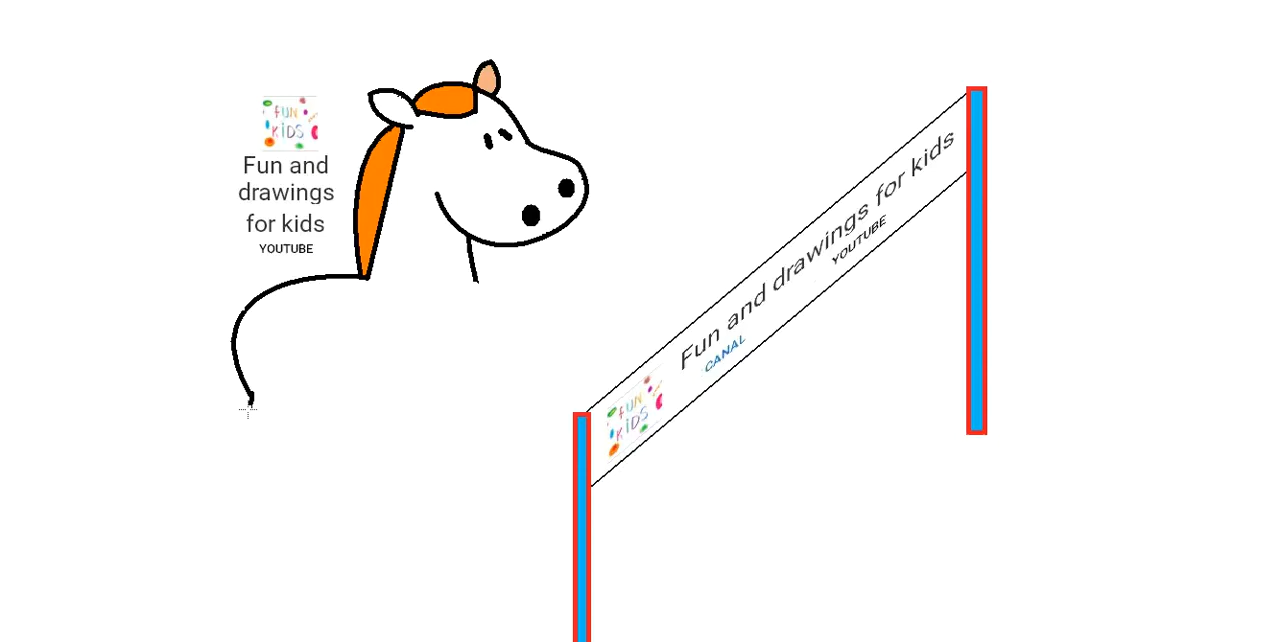 FUN
KiDS
Fun and
drawings
for kids
YOUTUBE
Fun and drawings for kids
CANAL
YOUTUBE
FUN
KiDS